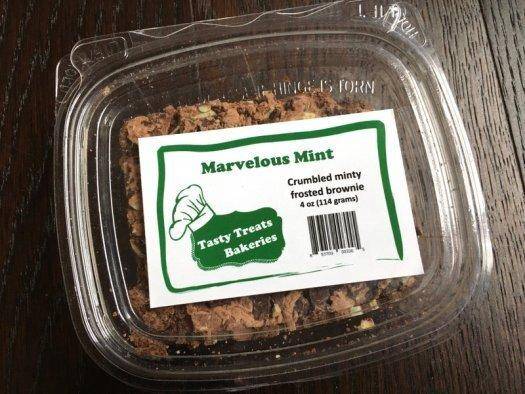 HINGE IS TORN
Marvelous Mint
Crumbled minty
frosted brownie
4 oz (114 grams)
Tasty Treats
Bakeries